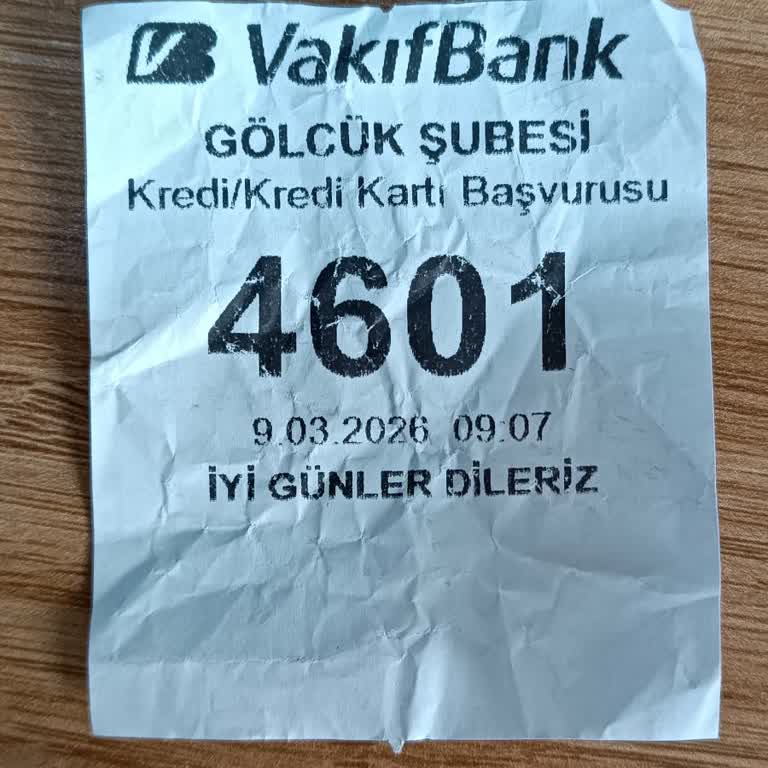 VakıfBank
GÖLCÜK ŞUBESİ
Kredi/Kredi Kartı Başvurusu
4601
9.03.2026 09:07
İYİ GÜNLER DİLERİZ